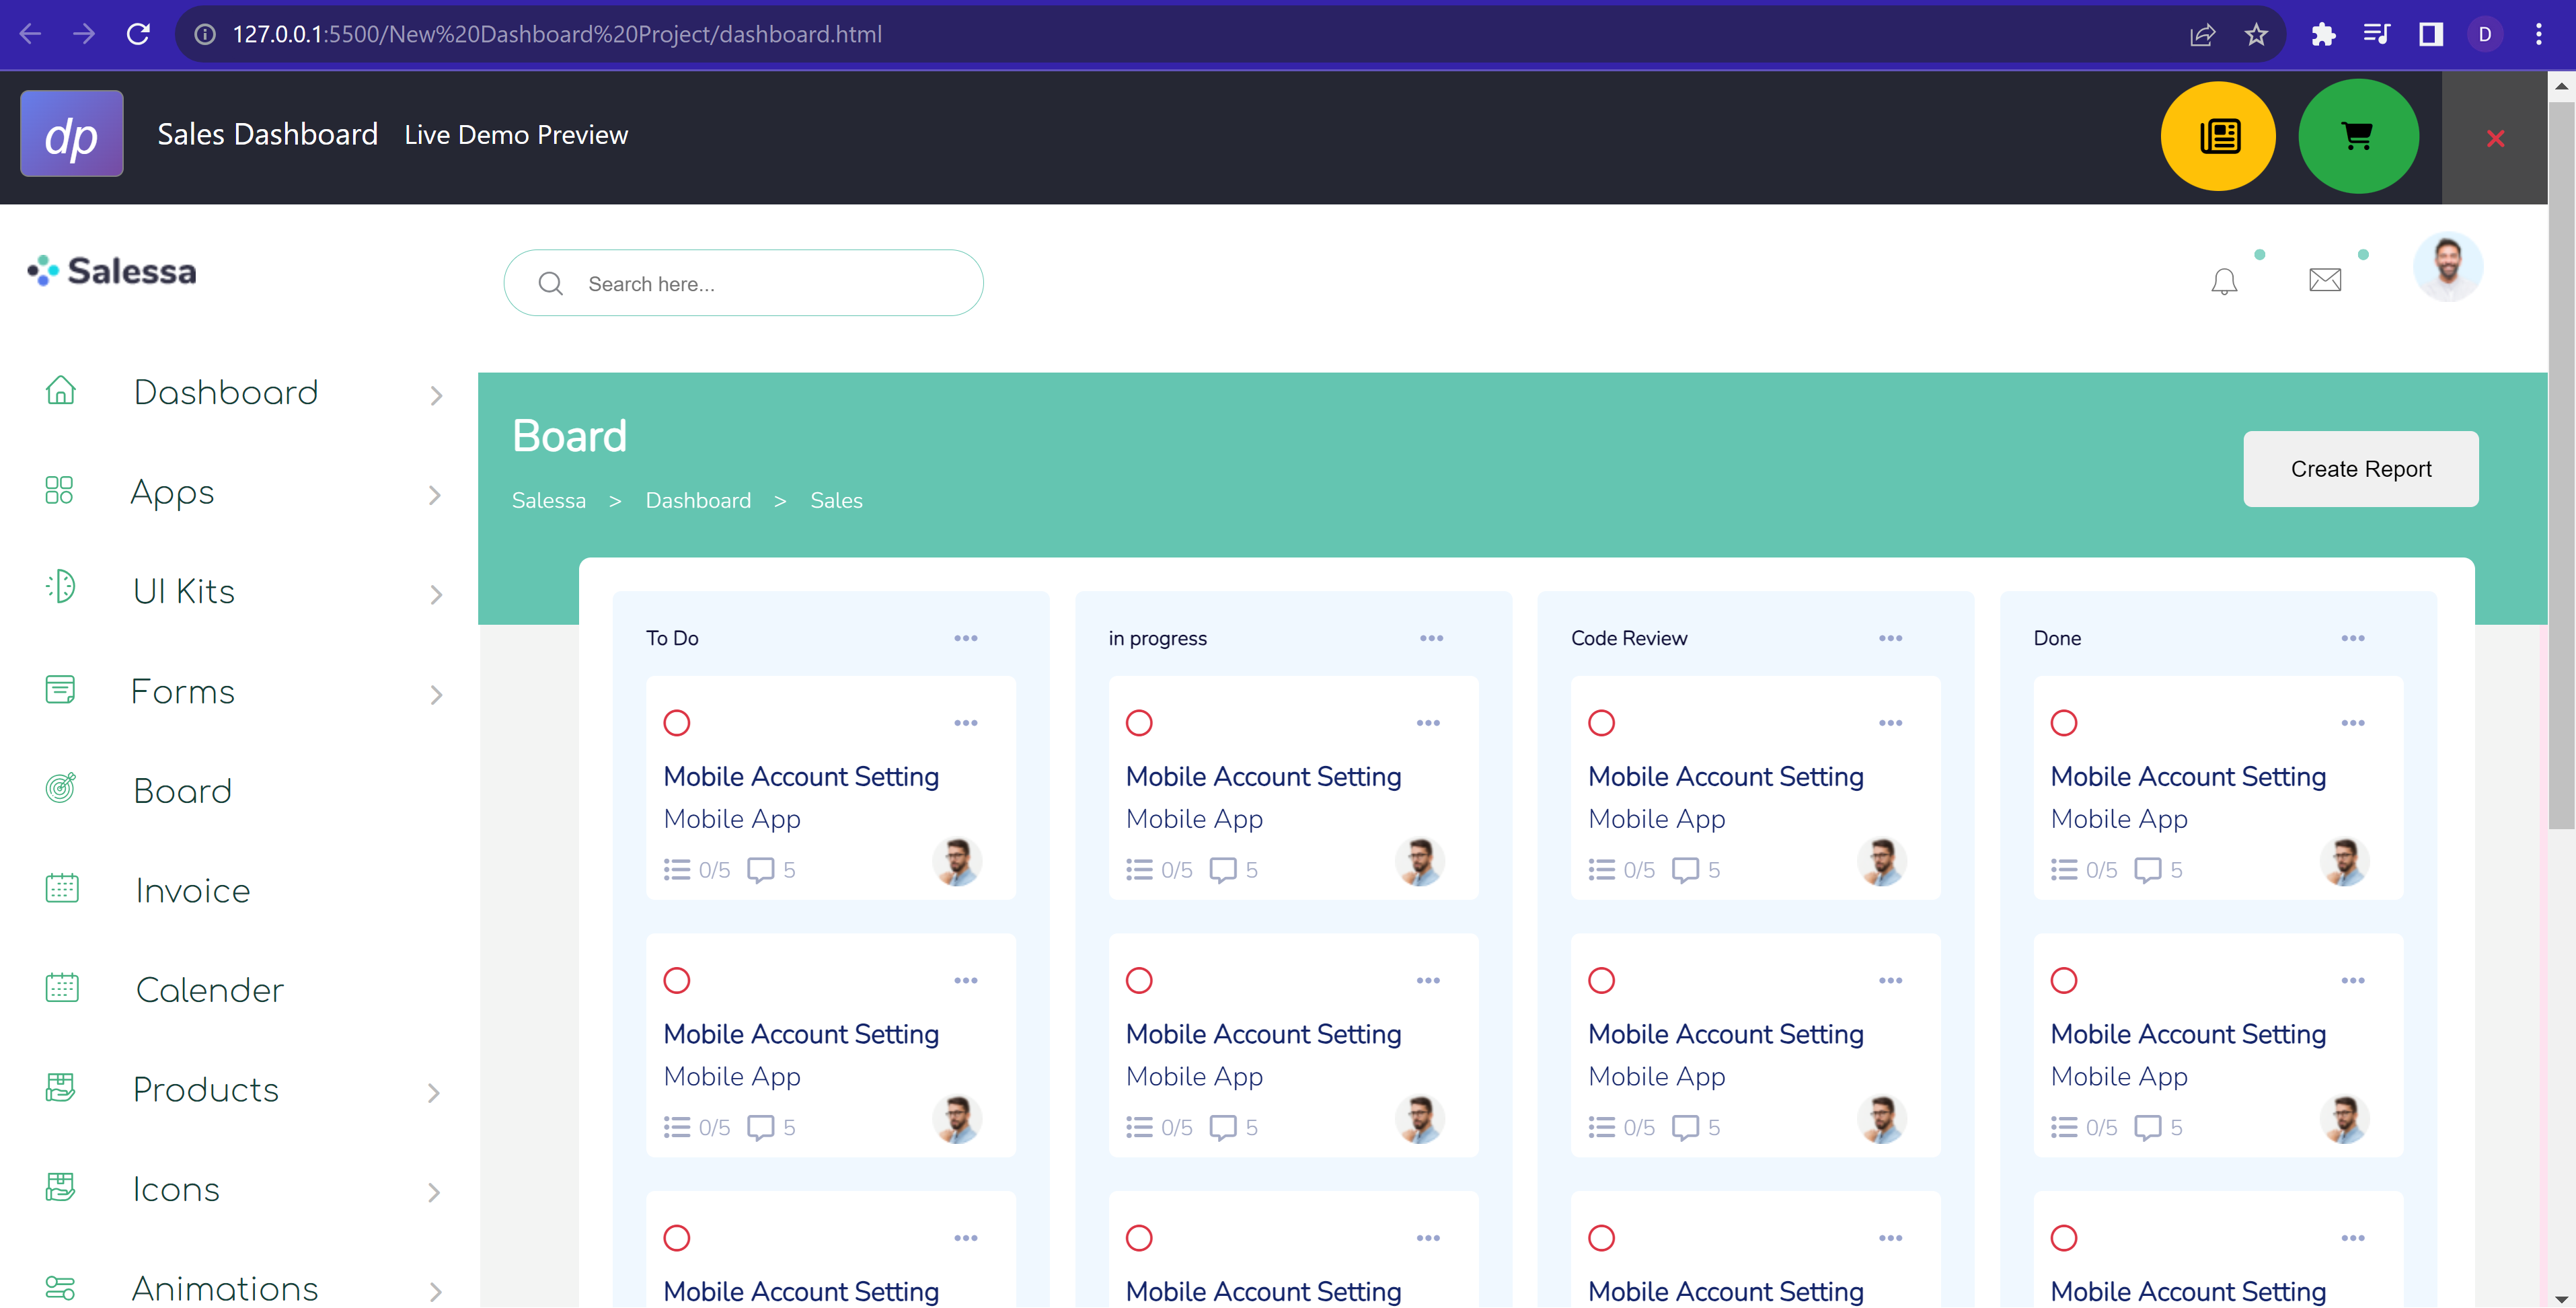 127.0.0.1:5500/New%20Dashboard%20Project/dashboard.html
D
dp
Sales Dashboard
Live Demo Preview
Salessa
Search here...
Dashboard
Apps
UI Kits
Forms
Board
Invoice
Calender
Products
Icons
Animations
Board
Create Report
Salessa > Dashboard > Sales
To Do
Mobile Account Setting
Mobile App
0/5 5
Mobile Account Setting
Mobile App
0/5 5
Mobile Account Setting
in progress
Mobile Account Setting
Mobile App
0/5 5
Mobile Account Setting
Mobile App
0/5 5
Mobile Account Setting
Code Review
Mobile Account Setting
Mobile App
0/5 5
Mobile Account Setting
Mobile App
0/5 5
Mobile Account Setting
Done
Mobile Account Setting
Mobile App
0/5 5
Mobile Account Setting
Mobile App
0/5 5
Mobile Account Setting